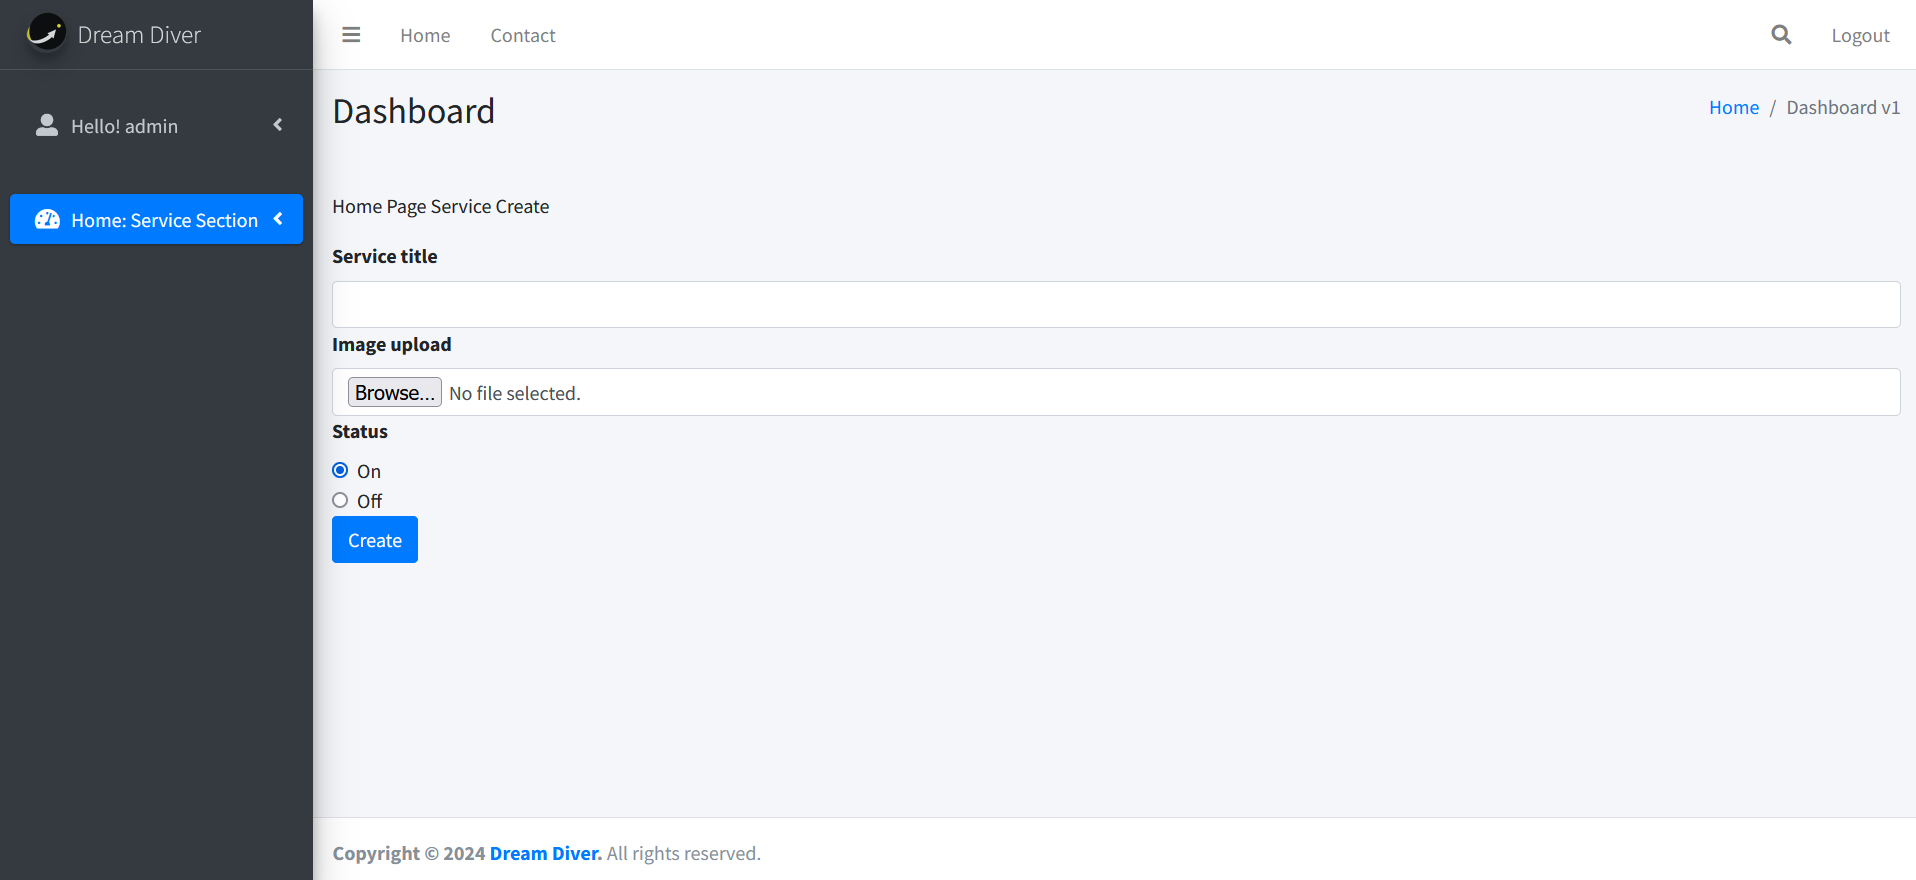 Dream Diver
Home Contact
Logout
Hello! admin
Dashboard
Home / Dashboard v1
Home: Service Section
Home Page Service Create
Service title
Image upload
Browse... No file selected.
Status
On
Off
Create
Copyright © 2024 Dream Diver. All rights reserved.